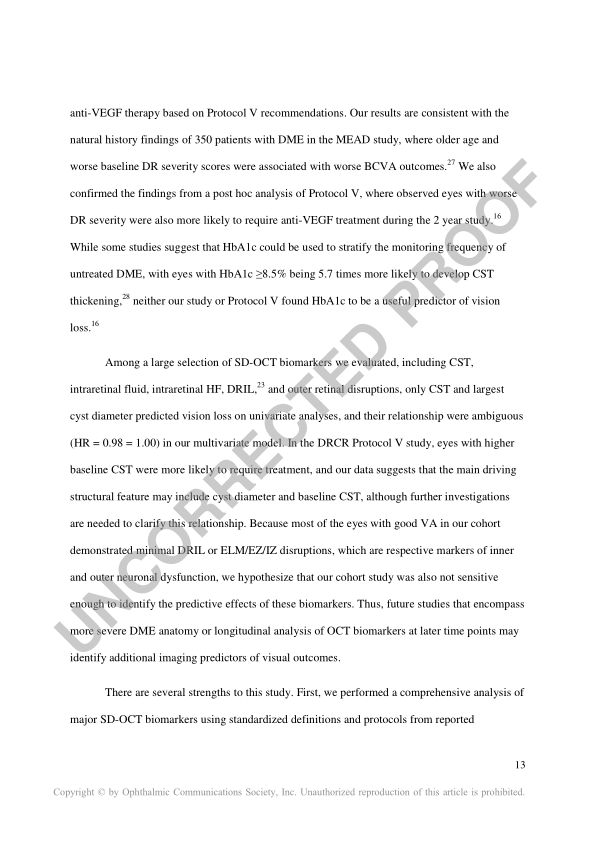 anti-VEGF therapy based on Protocol V recommendations. Our results are consistent with the
natural history findings of 350 patients with DME in the MEAD study, where older age and
worse baseline DR severity scores were associated with worse BCVA outcomes.27 We also
confirmed the findings from a post hoc analysis of Protocol V, where observed eyes with worse
DR severity were also more likely to require anti-VEGF treatment during the 2 year study.16
While some studies suggest that HbA1c could be used to stratify the monitoring frequency of
untreated DME, with eyes with HbA1c ≥8.5% being 5.7 times more likely to develop CST
thickening,28 neither our study or Protocol V found HbA1c to be a useful predictor of vision
loss.16
Among a large selection of SD-OCT biomarkers we evaluated, including CST,
intraretinal fluid, intraretinal HF, DRIL,23 and outer retinal disruptions, only CST and largest
cyst diameter predicted vision loss on univariate analyses, and their relationship were ambiguous
(HR = 0.98 = 1.00) in our multivariate model. In the DRCR Protocol V study, eyes with higher
baseline CST were more likely to require treatment, and our data suggests that the main driving
structural feature may include cyst diameter and baseline CST, although further investigations
are needed to clarify this relationship. Because most of the eyes with good VA in our cohort
demonstrated minimal DRIL or ELM/EZ/IZ disruptions, which are respective markers of inner
and outer neuronal dysfunction, we hypothesize that our cohort study was also not sensitive
enough to identify the predictive effects of these biomarkers. Thus, future studies that encompass
more severe DME anatomy or longitudinal analysis of OCT biomarkers at later time points may
identify additional imaging predictors of visual outcomes.
There are several strengths to this study. First, we performed a comprehensive analysis of
major SD-OCT biomarkers using standardized definitions and protocols from reported
13
Copyright © by Ophthalmic Communications Society, Inc. Unauthorized reproduction of this article is prohibited.
UNCORRECTED PROOF